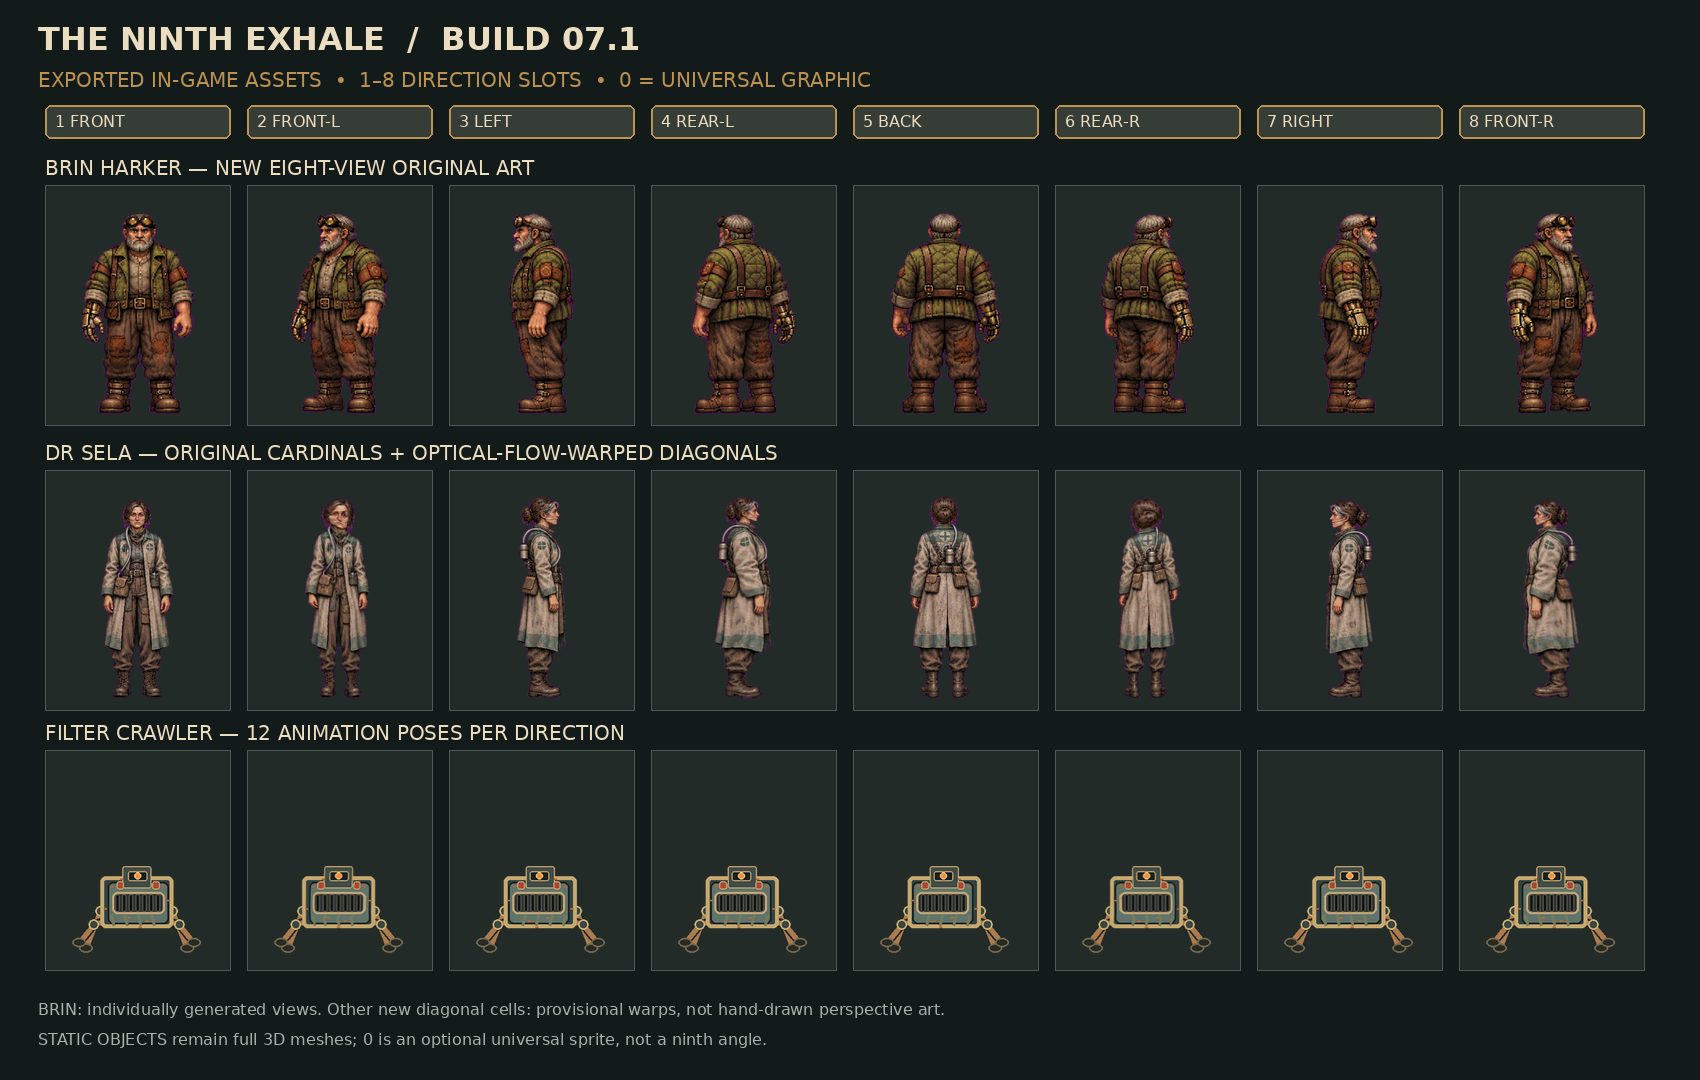 THE NINTH EXHALE / BUILD 07.1
EXPORTED IN-GAME ASSETS • 1–8 DIRECTION SLOTS • 0 = UNIVERSAL GRAPHIC
1 FRONT
2 FRONT-L
3 LEFT
4 REAR-L
5 BACK
6 REAR-R
7 RIGHT
8 FRONT-R
BRIN HARKER — NEW EIGHT-VIEW ORIGINAL ART
DR SELA — ORIGINAL CARDINALS + OPTICAL-FLOW-WARPED DIAGONALS
FILTER CRAWLER — 12 ANIMATION POSES PER DIRECTION
BRIN: individually generated views. Other new diagonal cells: provisional warps, not hand-drawn perspective art.
STATIC OBJECTS remain full 3D meshes; 0 is an optional universal sprite, not a ninth angle.